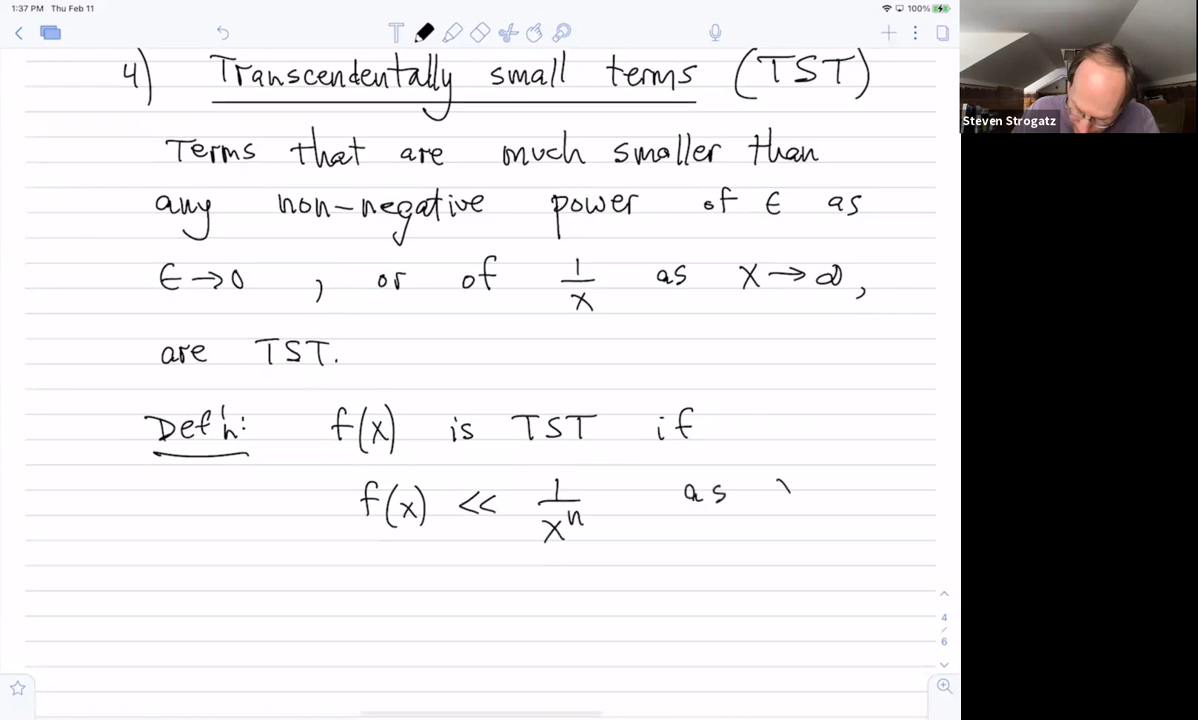 1:37 PM Thu Feb 11
100%
4) Transcendentally small terms (TST)
Steven Strogatz
Terms that are much smaller than
any non-negative power of ϵ as
ϵ → 0 , or of 1/x as x → ∞,
are TST.
Def'n: f(x) is TST if
f(x) << 1/x^n as
4
/
6